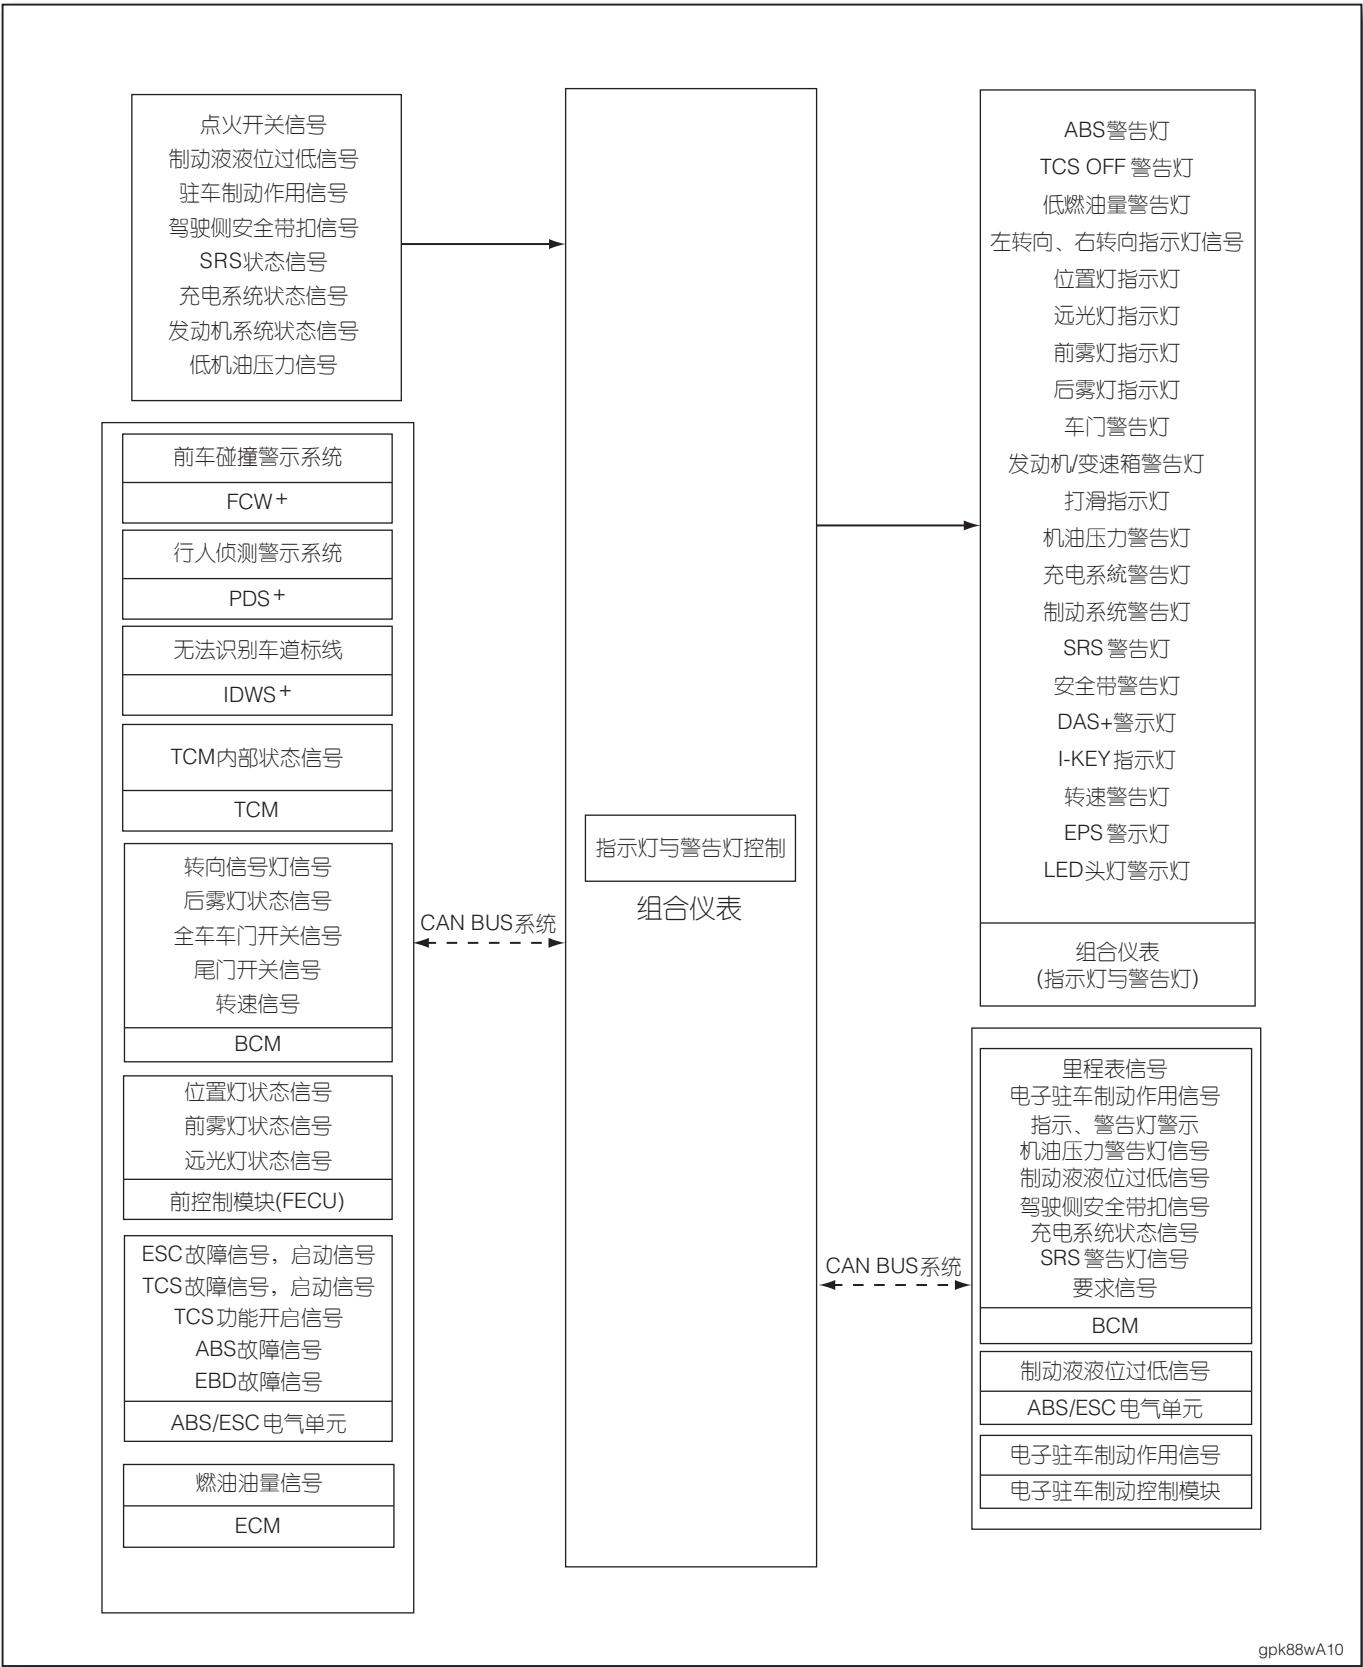 点火开关信号
制动液液位过低信号
驻车制动作用信号
驾驶侧安全带扣信号
SRS状态信号
充电系统状态信号
发动机系统状态信号
低机油压力信号
前车碰撞警示系统
FCW+
行人侦测警示系统
PDS+
无法识别车道标线
IDWS+
TCM内部状态信号
TCM
转向信号灯信号
后雾灯状态信号
全车车门开关信号
尾门开关信号
转速信号
BCM
位置灯状态信号
前雾灯状态信号
远光灯状态信号
前控制模块(FECU)
ESC故障信号，启动信号
TCS故障信号，启动信号
TCS功能开启信号
ABS故障信号
EBD故障信号
ABS/ESC电气单元
燃油油量信号
ECM
CAN BUS系统
指示灯与警告灯控制
组合仪表
CAN BUS系统
ABS警告灯
TCS OFF 警告灯
低燃油量警告灯
左转向、右转向指示灯信号
位置灯指示灯
远光灯指示灯
前雾灯指示灯
后雾灯指示灯
车门警告灯
发动机/变速箱警告灯
打滑指示灯
机油压力警告灯
充电系統警告灯
制动系统警告灯
SRS警告灯
安全带警告灯
DAS+警示灯
I-KEY指示灯
转速警告灯
EPS警示灯
LED头灯警示灯
组合仪表
(指示灯与警告灯)
里程表信号
电子驻车制动作用信号
指示、警告灯警示
机油压力警告灯信号
制动液液位过低信号
驾驶侧安全带扣信号
充电系统状态信号
SRS警告灯信号
要求信号
BCM
制动液液位过低信号
ABS/ESC电气单元
电子驻车制动作用信号
电子驻车制动控制模块
gpk88wA10